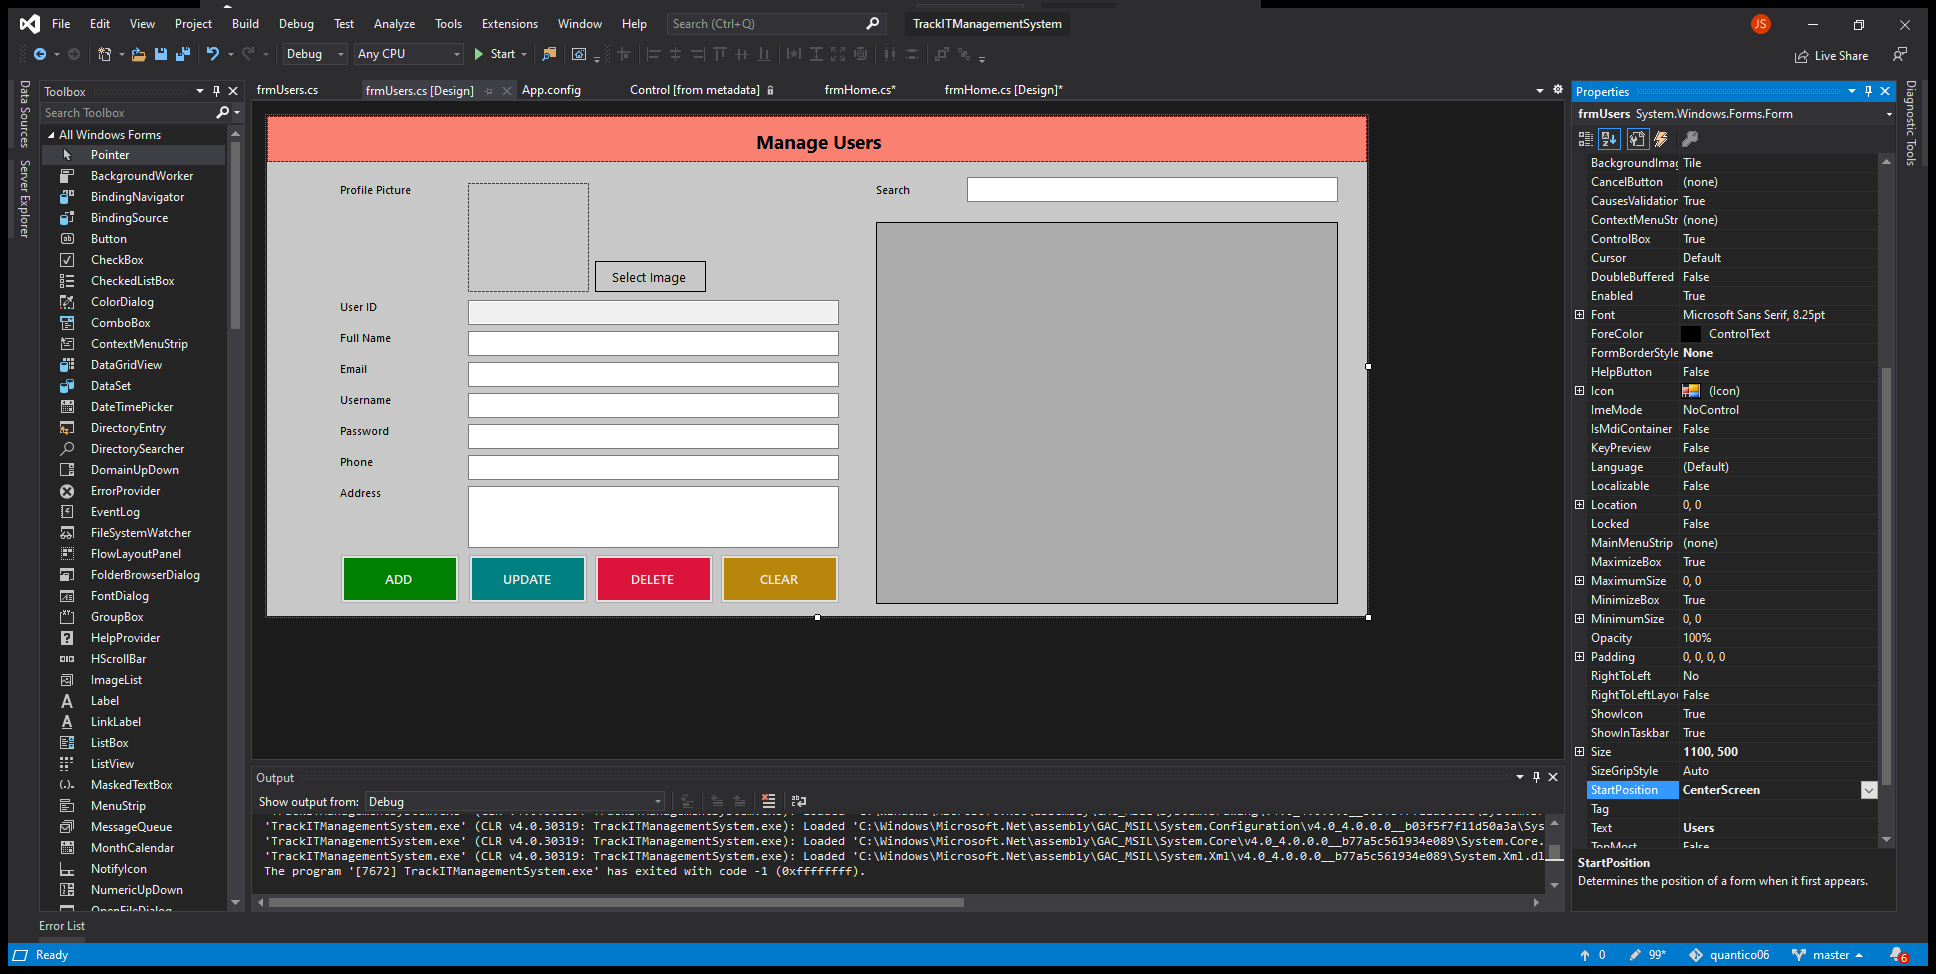 File Edit View Project Build Debug Test Analyze Tools Extensions Window Help Search (Ctrl+Q) TrackITManagementSystem JS
Debug Any CPU Start Live Share
Data Sources
Server Explorer
Toolbox
Search Toolbox
All Windows Forms
Pointer
BackgroundWorker
BindingNavigator
BindingSource
Button
CheckBox
CheckedListBox
ColorDialog
ComboBox
ContextMenuStrip
DataGridView
DataSet
DateTimePicker
DirectoryEntry
DirectorySearcher
DomainUpDown
ErrorProvider
EventLog
FileSystemWatcher
FlowLayoutPanel
FolderBrowserDialog
FontDialog
GroupBox
HelpProvider
HScrollBar
ImageList
Label
LinkLabel
ListBox
ListView
MaskedTextBox
MenuStrip
MessageQueue
MonthCalendar
NotifyIcon
NumericUpDown
OpenFileDialog
frmUsers.cs frmUsers.cs [Design] App.config Control [from metadata] frmHome.cs* frmHome.cs [Design]*
Manage Users
Profile Picture
Select Image
User ID
Full Name
Email
Username
Password
Phone
Address
ADD UPDATE DELETE CLEAR
Search
Output
Show output from: Debug
'TrackITManagementSystem.exe' (CLR v4.0.30319: TrackITManagementSystem.exe): Loaded 'C:\Windows\Microsoft.Net\assembly\GAC_MSIL\System.Configuration\v4.0_4.0.0.0__b03f5f7f11d50a3a\Sys
'TrackITManagementSystem.exe' (CLR v4.0.30319: TrackITManagementSystem.exe): Loaded 'C:\Windows\Microsoft.Net\assembly\GAC_MSIL\System.Core\v4.0_4.0.0.0__b77a5c561934e089\System.Core.
'TrackITManagementSystem.exe' (CLR v4.0.30319: TrackITManagementSystem.exe): Loaded 'C:\Windows\Microsoft.Net\assembly\GAC_MSIL\System.Xml\v4.0_4.0.0.0__b77a5c561934e089\System.Xml.dl
The program '[7672] TrackITManagementSystem.exe' has exited with code -1 (0xffffffff).
Properties
frmUsers System.Windows.Forms.Form
BackgroundImag Tile
CancelButton (none)
CausesValidation True
ContextMenuStr (none)
ControlBox True
Cursor Default
DoubleBuffered False
Enabled True
Font Microsoft Sans Serif, 8.25pt
ForeColor ControlText
FormBorderStyle None
HelpButton False
Icon (Icon)
ImeMode NoControl
IsMdiContainer False
KeyPreview False
Language (Default)
Localizable False
Location 0, 0
Locked False
MainMenuStrip (none)
MaximizeBox True
MaximumSize 0, 0
MinimizeBox True
MinimumSize 0, 0
Opacity 100%
Padding 0, 0, 0, 0
RightToLeft No
RightToLeftLayou False
ShowIcon True
ShowInTaskbar True
Size 1100, 500
SizeGripStyle Auto
StartPosition CenterScreen
Tag
Text Users
TopMost False
StartPosition
Determines the position of a form when it first appears.
Diagnostic Tools
Error List
Ready 0 99* quantico06 master 6